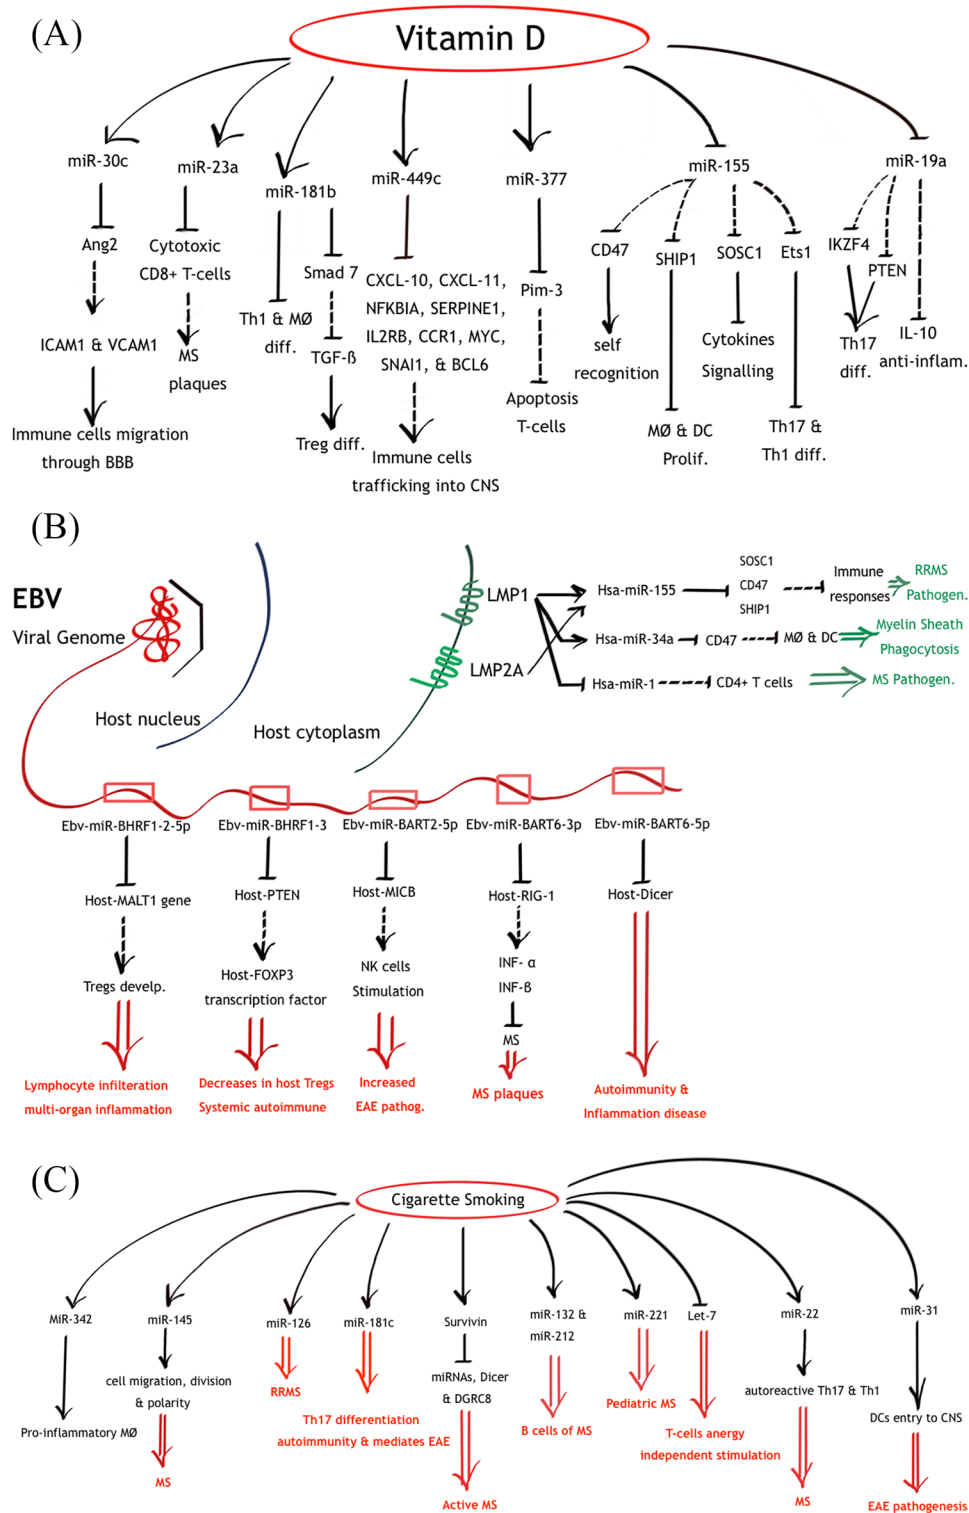 (A)
Vitamin D
miR-30c
miR-23a
miR-181b
miR-449c
miR-377
miR-155
miR-19a
Ang2
Cytotoxic
CD8+ T-cells
Smad 7
CXCL-10, CXCL-11,
NFKBIA, SERPINE1,
IL2RB, CCR1, MYC,
SNAI1, & BCL6
Pim-3
CD47
SHIP1
SOSC1
Ets1
IKZF4
PTEN
ICAM1 & VCAM1
MS
plaques
Th1 & MØ
diff.
TGF-ß
Apoptosis
T-cells
self
recognition
Cytokines
Signalling
Th17
diff.
IL-10
anti-inflam.
Immune cells migration
through BBB
Treg diff.
Immune cells
trafficking into CNS
MØ & DC
Prolif.
Th17 &
Th1 diff.
(B)
EBV
Viral Genome
Host nucleus
Host cytoplasm
LMP1
LMP2A
Hsa-miR-155
SOSC1
CD47
SHIP1
Immune
responses
RRMS
Pathogen.
Hsa-miR-34a
CD47
MØ & DC
Myelin Sheath
Phagocytosis
Hsa-miR-1
CD4+ T cells
MS Pathogen.
Ebv-miR-BHRF1-2-5p
Ebv-miR-BHRF1-3
Ebv-miR-BART2-5p
Ebv-miR-BART6-3p
Ebv-miR-BART6-5p
Host-MALT1 gene
Host-PTEN
Host-MICB
Host-RIG-1
Host-Dicer
Tregs develp.
Host-FOXP3
transcription factor
NK cells
Stimulation
INF- α
INF-ß
MS
Lymphocyte infilteration
multi-organ inflammation
Decreases in host Tregs
Systemic autoimmune
Increased
EAE pathog.
MS plaques
Autoimmunity &
Inflammation disease
(C)
Cigarette Smoking
MiR-342
miR-145
miR-126
miR-181c
Survivin
miR-132 &
miR-212
miR-221
Let-7
miR-22
miR-31
Pro-inflammatory MØ
cell migration, division
& polarity
MS
RRMS
Th17 differentiation
autoimmunity & mediates EAE
miRNAs, Dicer
& DGRC8
Active MS
B cells of MS
Pediatric MS
T-cells anergy
independent stimulation
autoreactive Th17 & Th1
MS
DCs entry to CNS
EAE pathogenesis